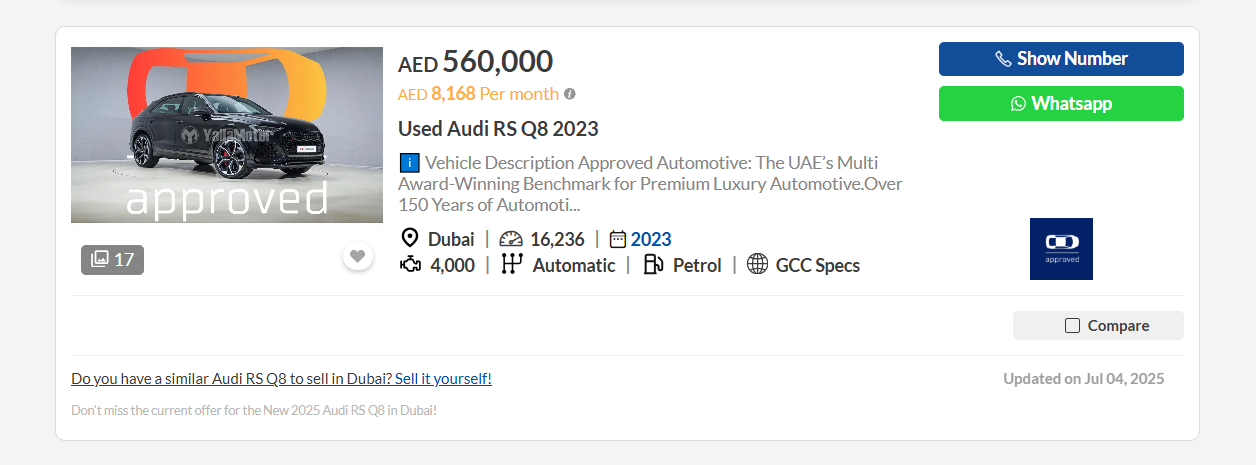 YallaMotor
approved
17
AED 560,000
AED 8,168 Per month
Used Audi RS Q8 2023
Vehicle Description Approved Automotive: The UAE's Multi
Award-Winning Benchmark for Premium Luxury Automotive.Over
150 Years of Automoti...
Dubai | 16,236 | 2023
4,000 | Automatic | Petrol | GCC Specs
Show Number
Whatsapp
approved
Compare
Do you have a similar Audi RS Q8 to sell in Dubai? Sell it yourself!
Updated on Jul 04, 2025
Don't miss the current offer for the New 2025 Audi RS Q8 in Dubai!